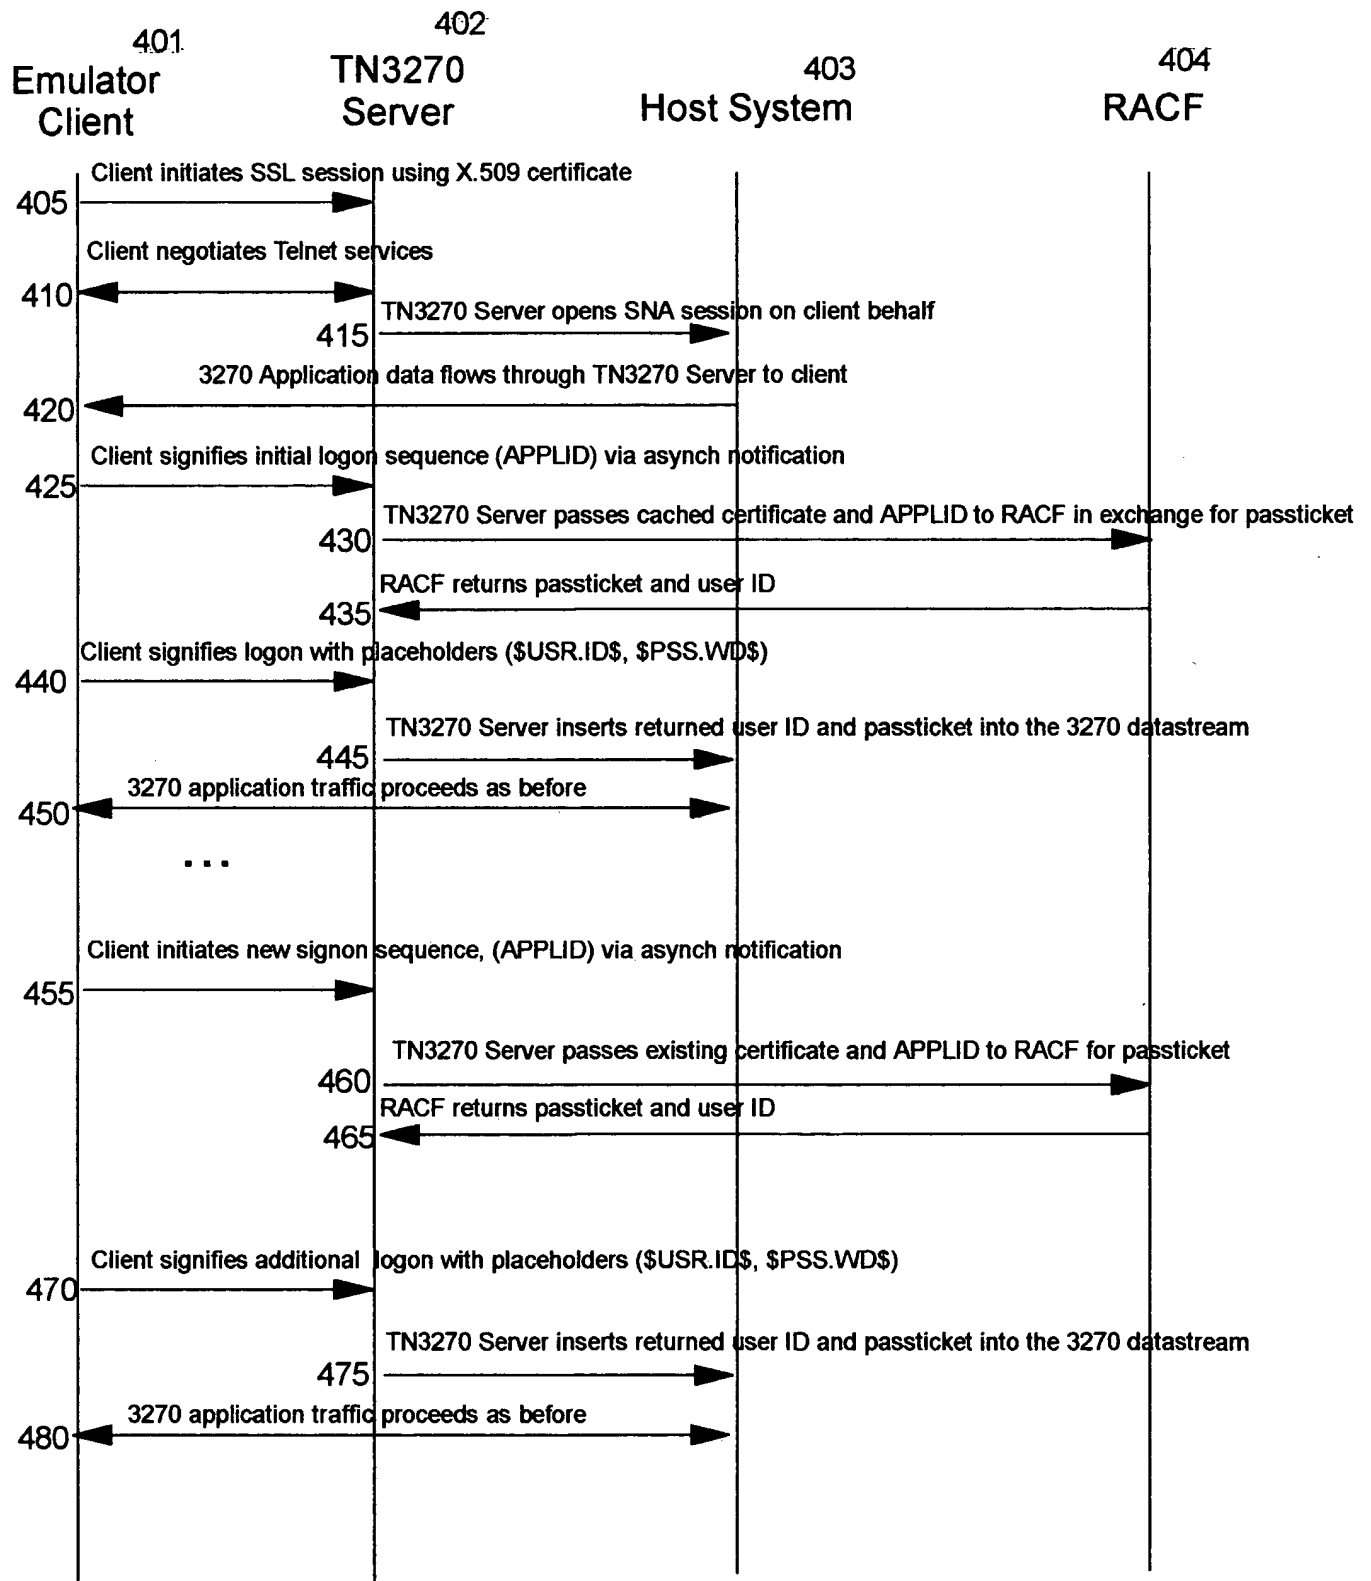 401
402
403
404
Emulator
Client
TN3270
Server
Host System
RACF
Client initiates SSL session using X.509 certificate
405
Client negotiates Telnet services
410
TN3270 Server opens SNA session on client behalf
415
3270 Application data flows through TN3270 Server to client
420
Client signifies initial logon sequence (APPLID) via asynch notification
425
TN3270 Server passes cached certificate and APPLID to RACF in exchange for passticket
430
RACF returns passticket and user ID
435
Client signifies logon with placeholders ($USR.ID$, $PSS.WD$)
440
TN3270 Server inserts returned user ID and passticket into the 3270 datastream
445
3270 application traffic proceeds as before
450
...
Client initiates new signon sequence, (APPLID) via asynch notification
455
TN3270 Server passes existing certificate and APPLID to RACF for passticket
460
RACF returns passticket and user ID
465
Client signifies additional logon with placeholders ($USR.ID$, $PSS.WD$)
470
TN3270 Server inserts returned user ID and passticket into the 3270 datastream
475
3270 application traffic proceeds as before
480